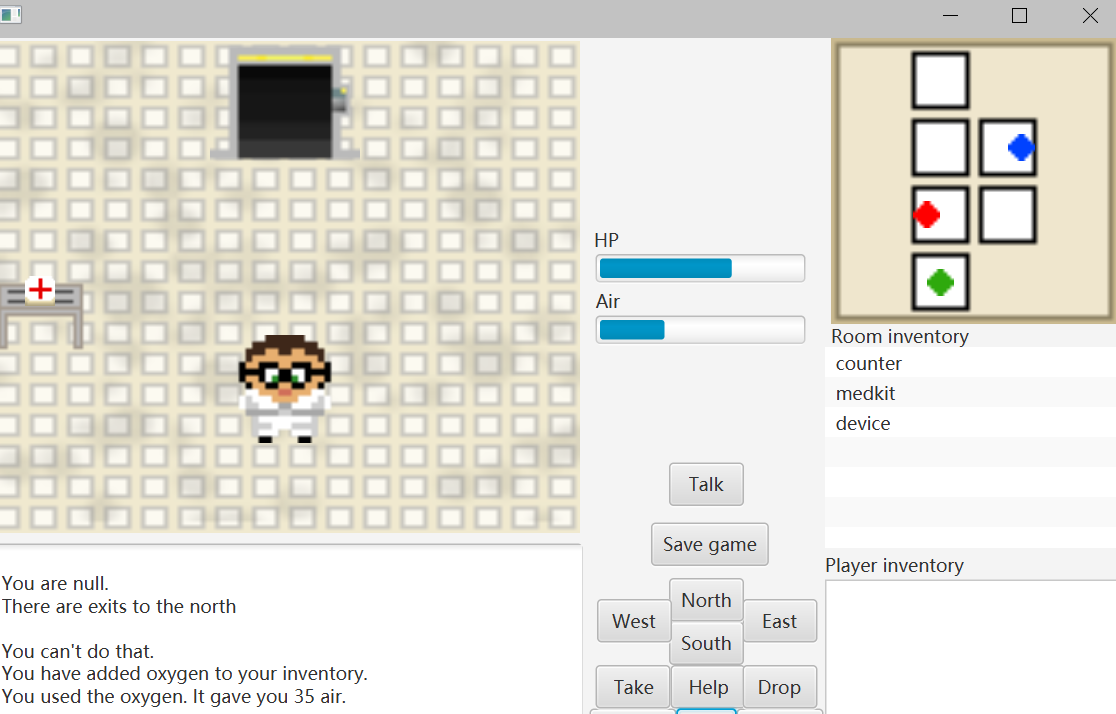 HP
Air
Room inventory
counter
medkit
device
Talk
Save game
Player inventory
North
West
East
South
Take
Help
Drop
You are null.
There are exits to the north
You can't do that.
You have added oxygen to your inventory.
You used the oxygen. It gave you 35 air.